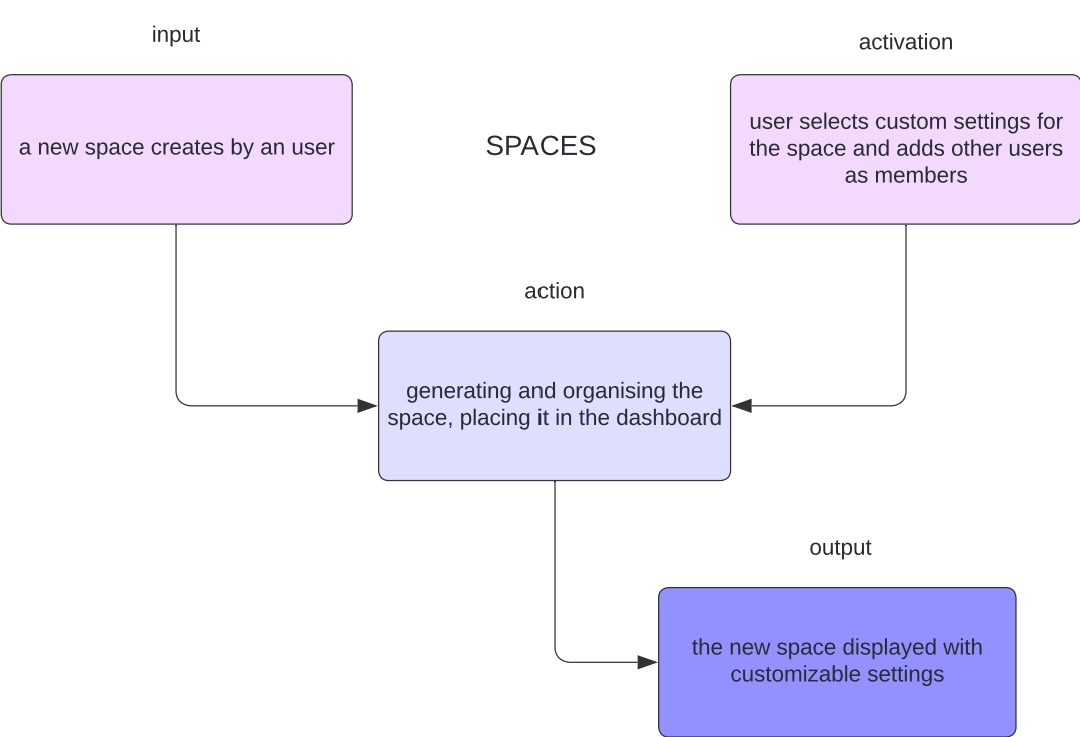 input
activation
a new space creates by an user
SPACES
user selects custom settings for
the space and adds other users
as members
action
generating and organising the
space, placing it in the dashboard
output
the new space displayed with
customizable settings